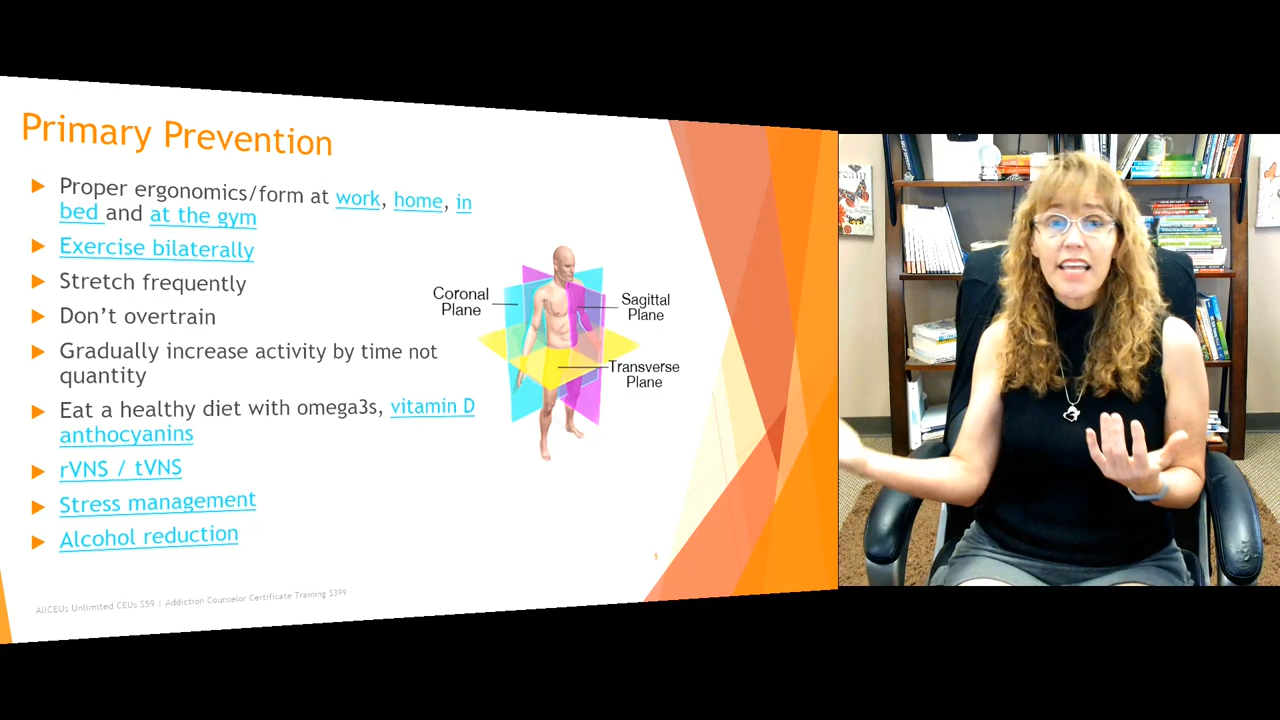 Primary Prevention
Proper ergonomics/form at work, home, in
bed and at the gym
Exercise bilaterally
Stretch frequently
Don't overtrain
Gradually increase activity by time not
quantity
Eat a healthy diet with omega3s, vitamin D
anthocyanins
rVNS / tVNS
Stress management
Alcohol reduction
Coronal
Plane
Sagittal
Plane
Transverse
Plane
5
AllCEUs Unlimited CEUs $59 | Addiction Counselor Certificate Training $399